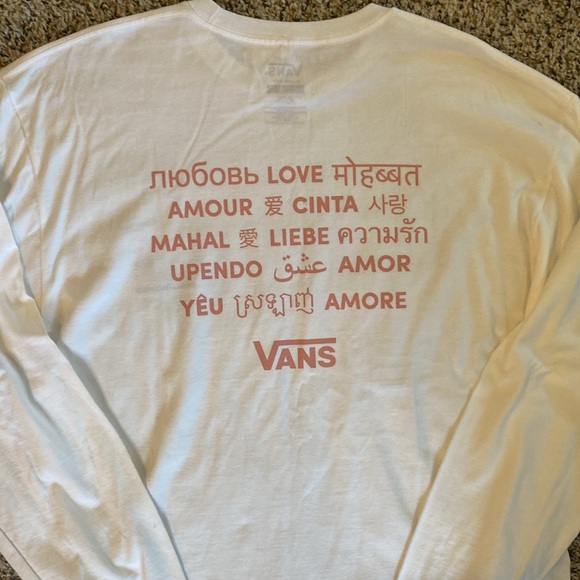 VANS
любовь LOVE मोहब्बत
AMOUR 爱 CINTA 사랑
MAHAL 愛 LIEBE ความรัก
UPENDO عشق AMOR
YÊU ស្រឡាញ់ AMORE
VANS